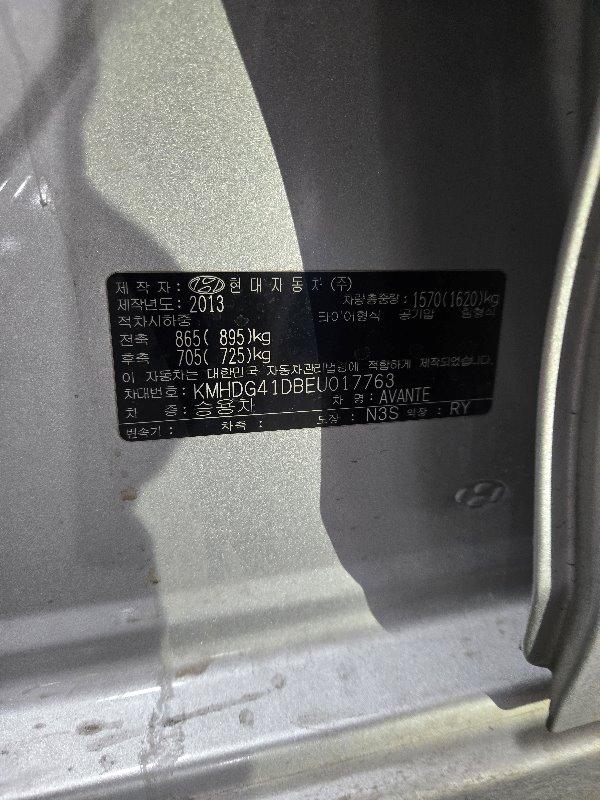 제 작 자 : 현대자동차 (주)
제작년도: 2013 차량총중량: 1570(1620)kg
적차시하중 타이어형식 공기압 림형식
전축 865( 895)kg
후축 705( 725)kg
이 자동차는 대한민국 자동차관리법령에 적합하게 제작되었습니다.
차대번호: KMHDG41DBEU017763
차 종: 승용차 차 명: AVANTE
변속기: 차축: 도장: N3S 의장: RY